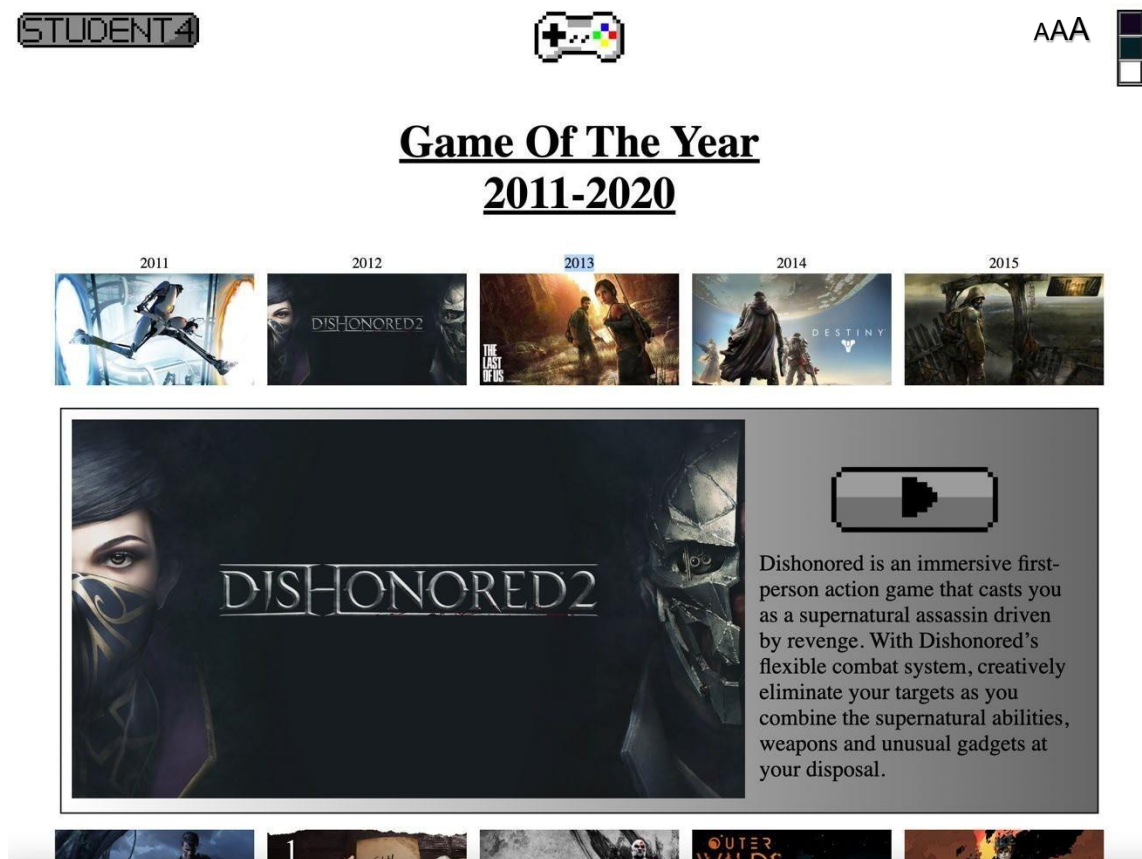 STUDENT4
AAA
Game Of The Year
2011-2020
2011
2012
2013
2014
2015
DISHONORED2
THE
LAST
OF US
DESTINY
DISHONORED2
Dishonored is an immersive first-
person action game that casts you
as a supernatural assassin driven
by revenge. With Dishonored’s
flexible combat system, creatively
eliminate your targets as you
combine the supernatural abilities,
weapons and unusual gadgets at
your disposal.
OUTER
WILDS